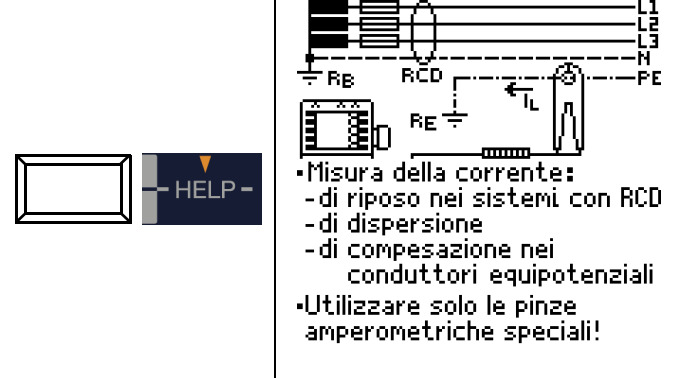 L1
L2
L3
N
RB
RCD
PE
IL
RE
HELP
▪Misura della corrente:
-di riposo nei sistemi con RCD
-di dispersione
-di compesazione nei
conduttori equipotenziali
▪Utilizzare solo le pinze
amperometriche speciali!